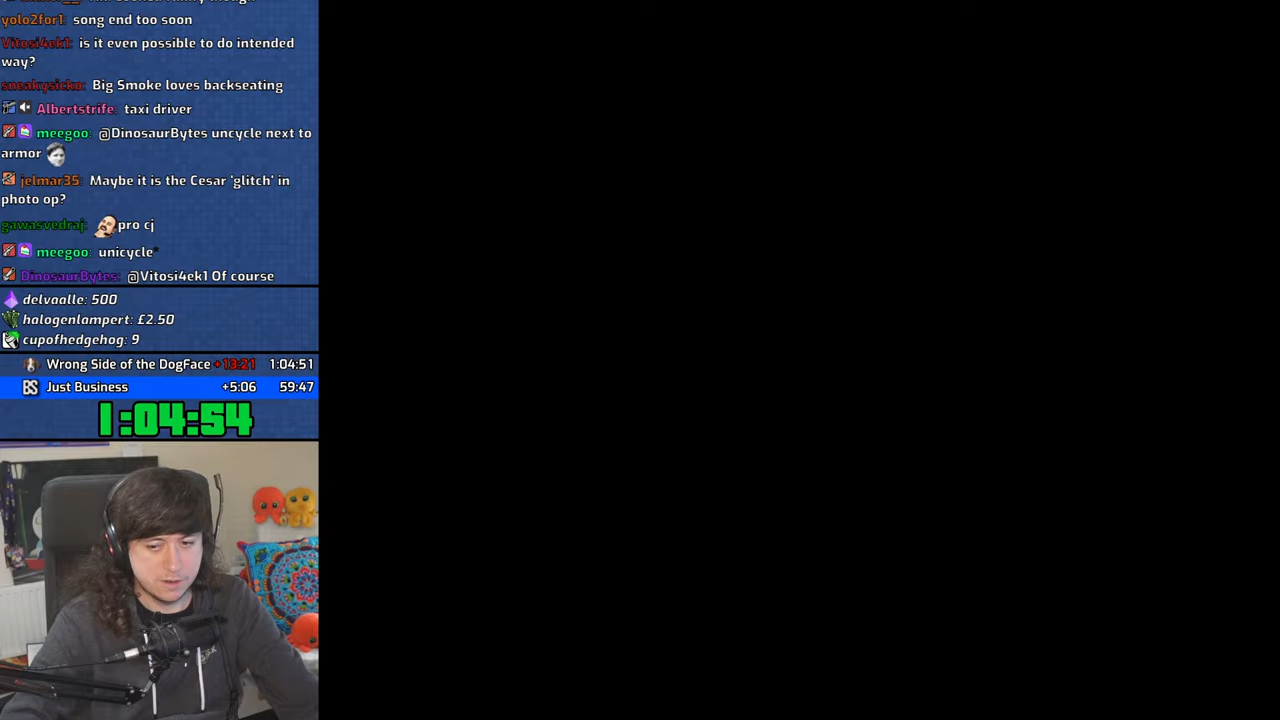 yolo2for1: song end too soon
Vitosi4ek1: is it even possible to do intended
way?
sneakysicko: Big Smoke loves backseating
Albertstrife: taxi driver
meegoo: @DinosaurBytes uncycle next to
armor
jelmar35: Maybe it is the Cesar 'glitch' in
photo op?
gawasvedraj: pro cj
meegoo: unicycle*
DinosaurBytes: @Vitosi4ek1 Of course
delvaalle: 500
halogenlampert: £2.50
cupofhedgehog: 9
Wrong Side of the DogFace +13:21 1:04:51
BS Just Business +5:06 59:47
1:04:54